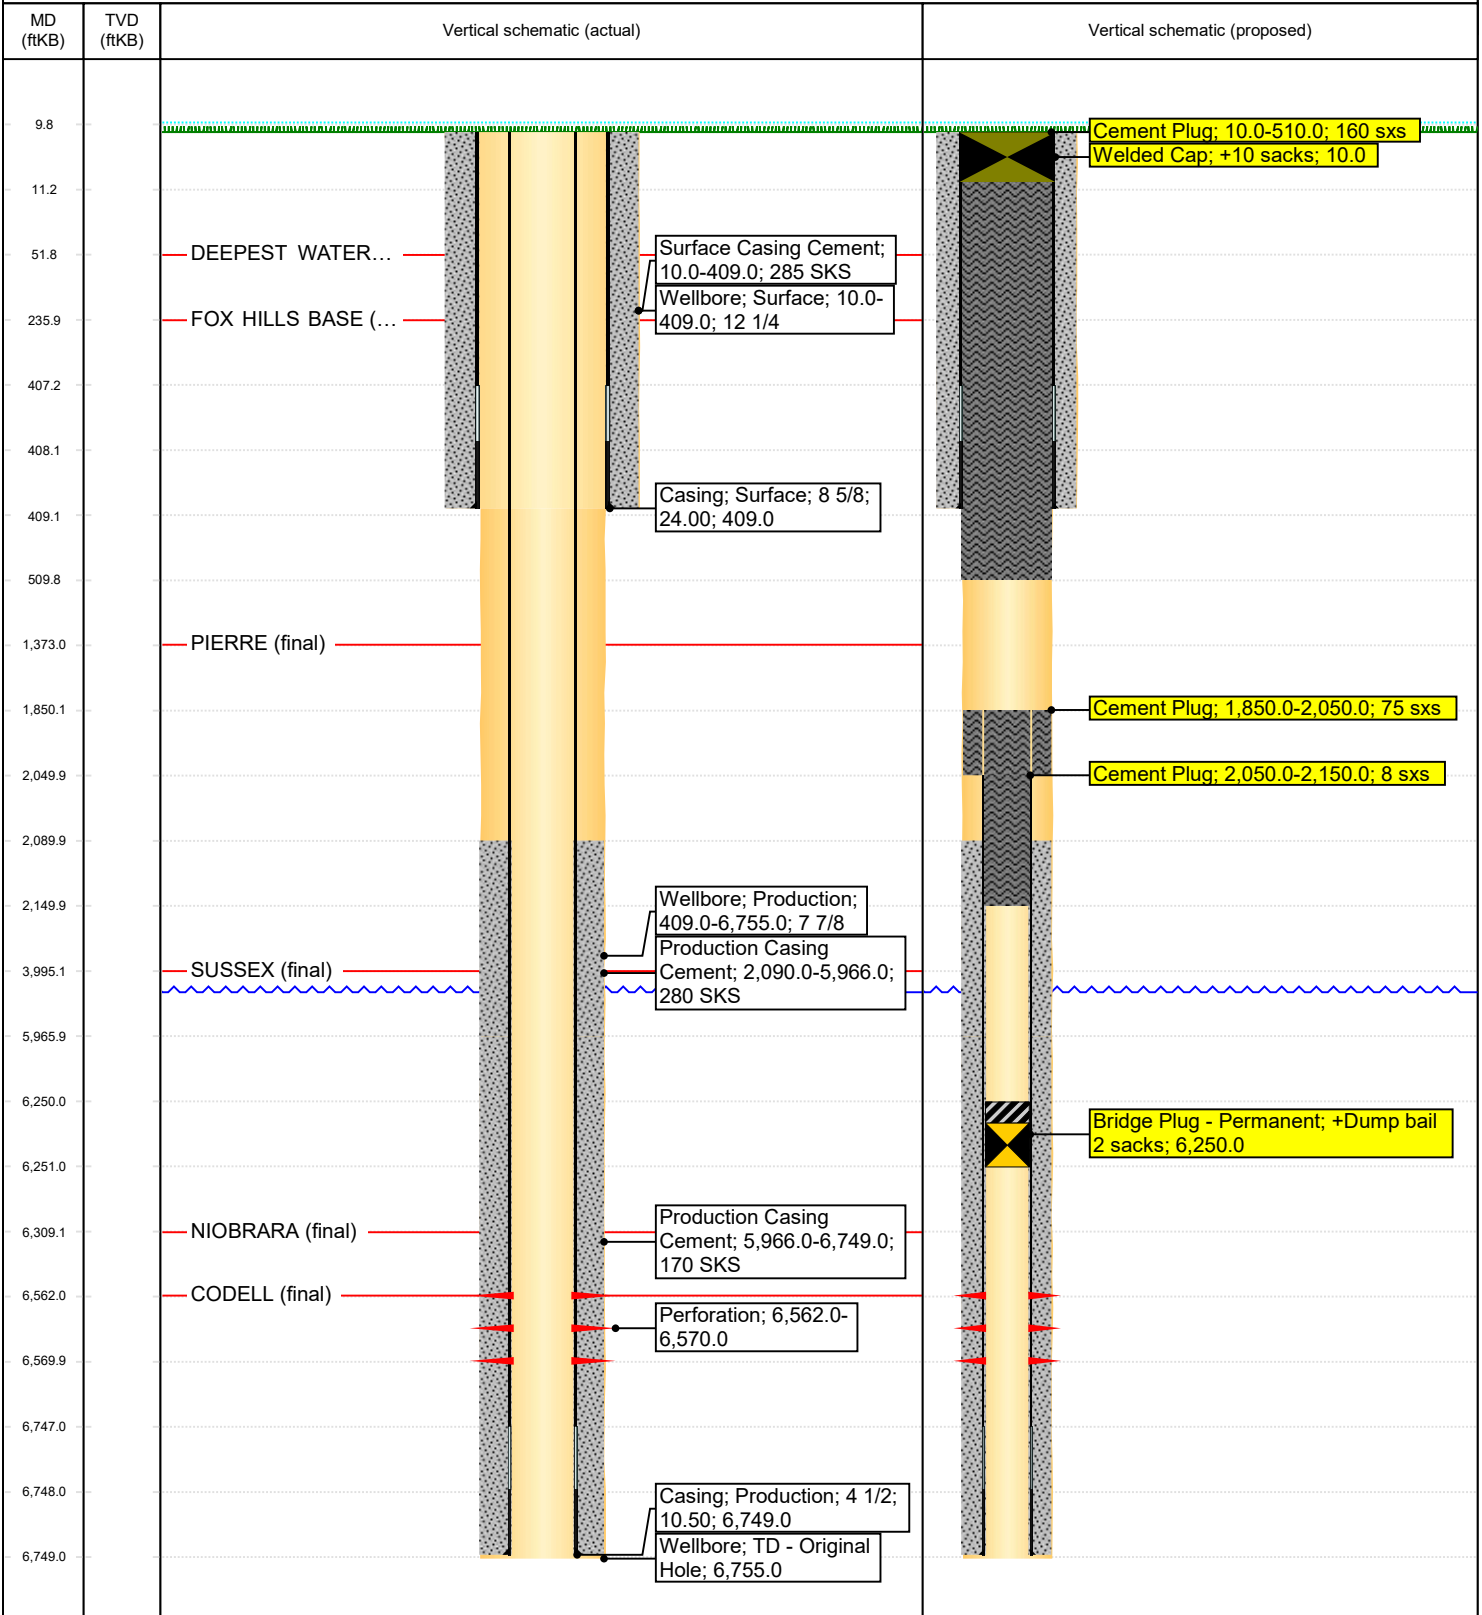 MD
(ftKB)
TVD
(ftKB)
Vertical schematic (actual)
Vertical schematic (proposed)
9.8
Cement Plug; 10.0-510.0; 160 sxs
Welded Cap; +10 sacks; 10.0
11.2
51.8
DEEPEST WATER…
Surface Casing Cement;
10.0-409.0; 285 SKS
Wellbore; Surface; 10.0-
409.0; 12 1/4
235.9
FOX HILLS BASE (…
407.2
408.1
Casing; Surface; 8 5/8;
24.00; 409.0
409.1
509.8
1,373.0
PIERRE (final)
1,850.1
Cement Plug; 1,850.0-2,050.0; 75 sxs
2,049.9
Cement Plug; 2,050.0-2,150.0; 8 sxs
2,089.9
2,149.9
Wellbore; Production;
409.0-6,755.0; 7 7/8
3,995.1
SUSSEX (final)
Production Casing
Cement; 2,090.0-5,966.0;
280 SKS
5,965.9
6,250.0
Bridge Plug - Permanent; +Dump bail
2 sacks; 6,250.0
6,251.0
6,309.1
NIOBRARA (final)
Production Casing
Cement; 5,966.0-6,749.0;
170 SKS
6,562.0
CODELL (final)
Perforation; 6,562.0-
6,570.0
6,569.9
6,747.0
6,748.0
Casing; Production; 4 1/2;
10.50; 6,749.0
Wellbore; TD - Original
Hole; 6,755.0
6,749.0